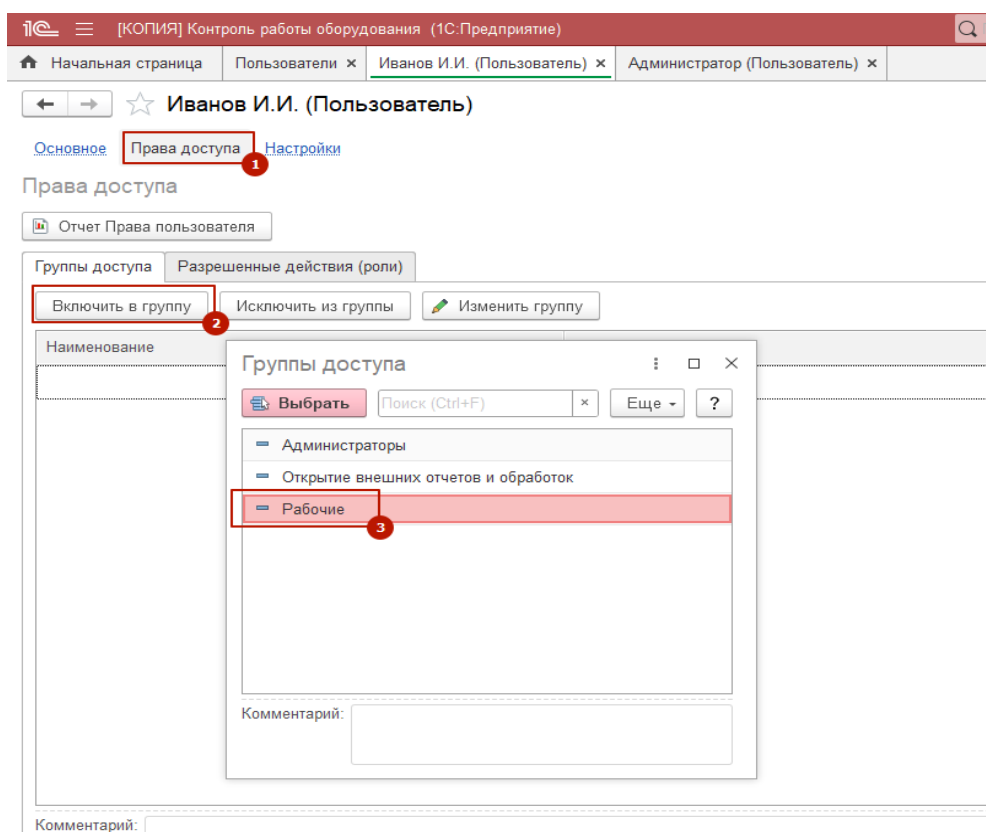 1С [КОПИЯ] Контроль работы оборудования (1С:Предприятие)
Начальная страница Пользователи × Иванов И.И. (Пользователь) × Администратор (Пользователь) ×
Иванов И.И. (Пользователь)
Основное Права доступа Настройки
1
Права доступа
Отчет Права пользователя
Группы доступа Разрешенные действия (роли)
Включить в группу Исключить из группы Изменить группу
2
Наименование
Группы доступа
Выбрать Поиск (Ctrl+F) × Еще ?
Администраторы
Открытие внешних отчетов и обработок
Рабочие
3
Комментарий:
Комментарий: